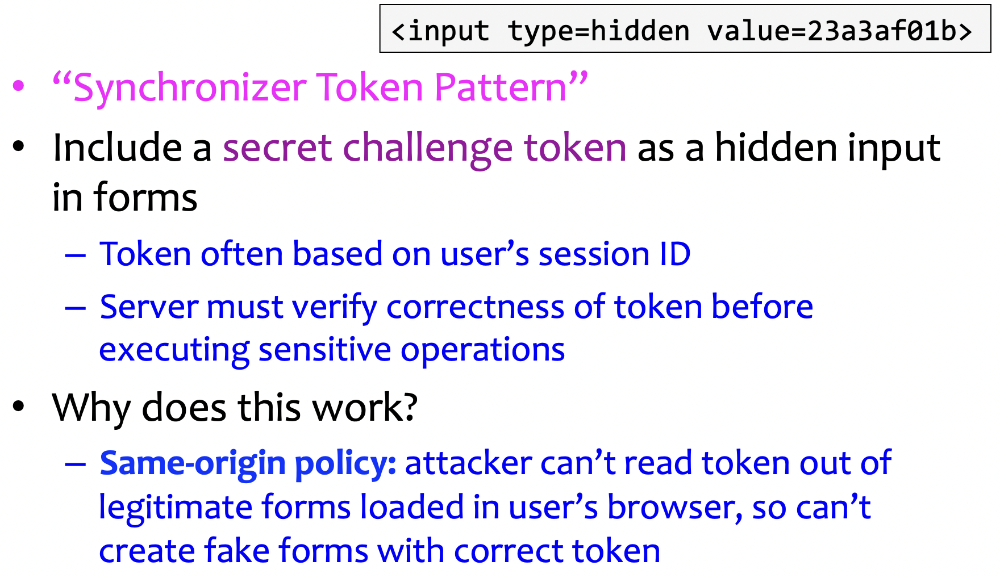 <input type=hidden value=23a3af01b>
• “Synchronizer Token Pattern”
• Include a secret challenge token as a hidden input
in forms
– Token often based on user’s session ID
– Server must verify correctness of token before
executing sensitive operations
• Why does this work?
– Same-origin policy: attacker can’t read token out of
legitimate forms loaded in user’s browser, so can’t
create fake forms with correct token